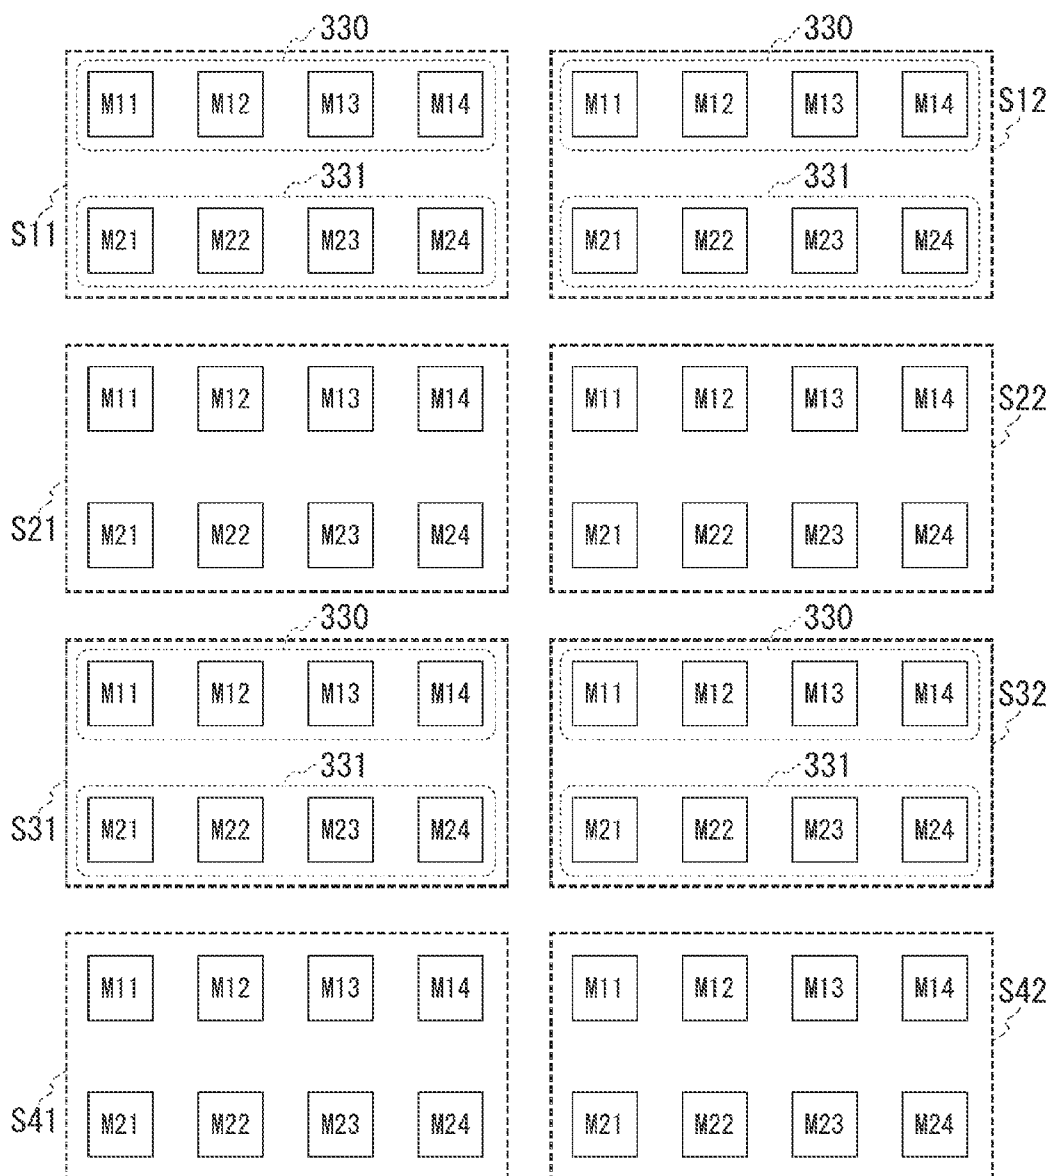 330 330
M11 M12 M13 M14 M11 M12 M13 M14 S12
331 331
S11 M21 M22 M23 M24 M21 M22 M23 M24
M11 M12 M13 M14 M11 M12 M13 M14 S22
S21 M21 M22 M23 M24 M21 M22 M23 M24
330 330
M11 M12 M13 M14 M11 M12 M13 M14 S32
331 331
S31 M21 M22 M23 M24 M21 M22 M23 M24
M11 M12 M13 M14 M11 M12 M13 M14 S42
S41 M21 M22 M23 M24 M21 M22 M23 M24